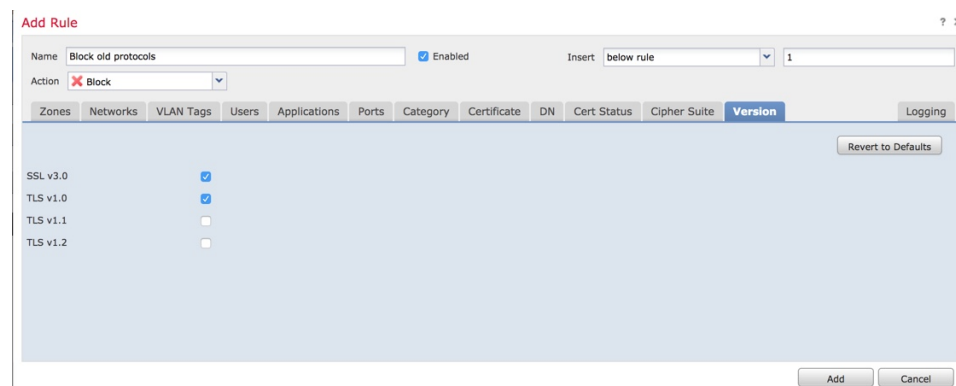 Add Rule ?
Name Block old protocols Enabled Insert below rule 1
Action Block
Zones Networks VLAN Tags Users Applications Ports Category Certificate DN Cert Status Cipher Suite Version Logging
Revert to Defaults
SSL v3.0
TLS v1.0
TLS v1.1
TLS v1.2
Add Cancel